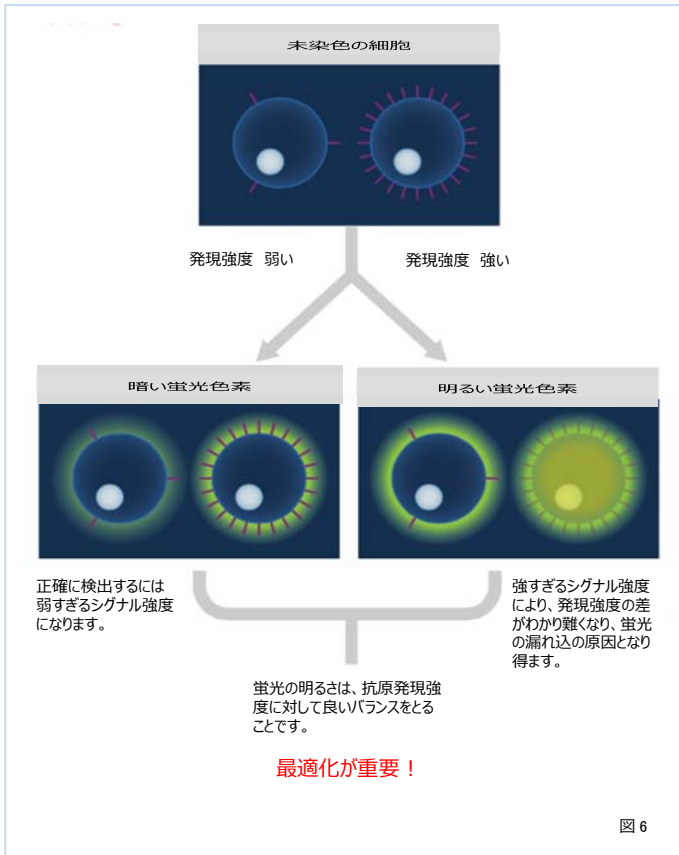 未染色の細胞
発現強度 弱い
発現強度 強い
暗い蛍光色素
明るい蛍光色素
正確に検出するには
弱すぎるシグナル強度
になります。
強すぎるシグナル強度
により、発現強度の差
がわかり難くなり、蛍光
の漏れ込の原因となり
得ます。
蛍光の明るさは、抗原発現強
度に対して良いバランスをとる
ことです。
最適化が重要！
図 6